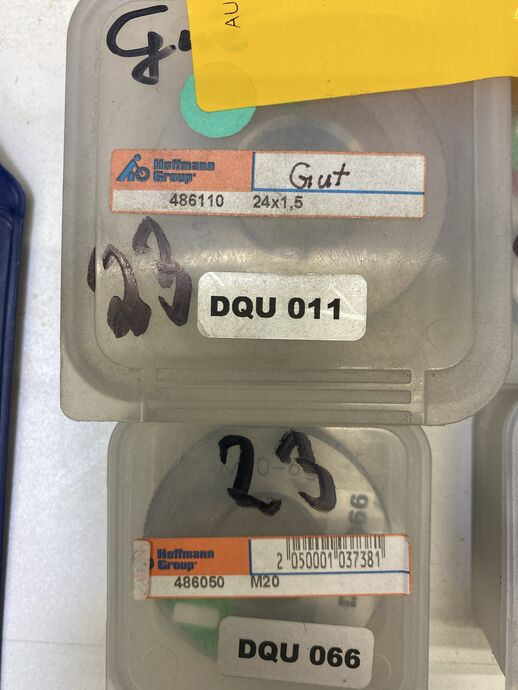 AU
Hoffmann
Group
Gut
486110 24x1,5
23
DQU 011
23
Hoffmann
Group
2 050001 037381
486050 M20
DQU 066